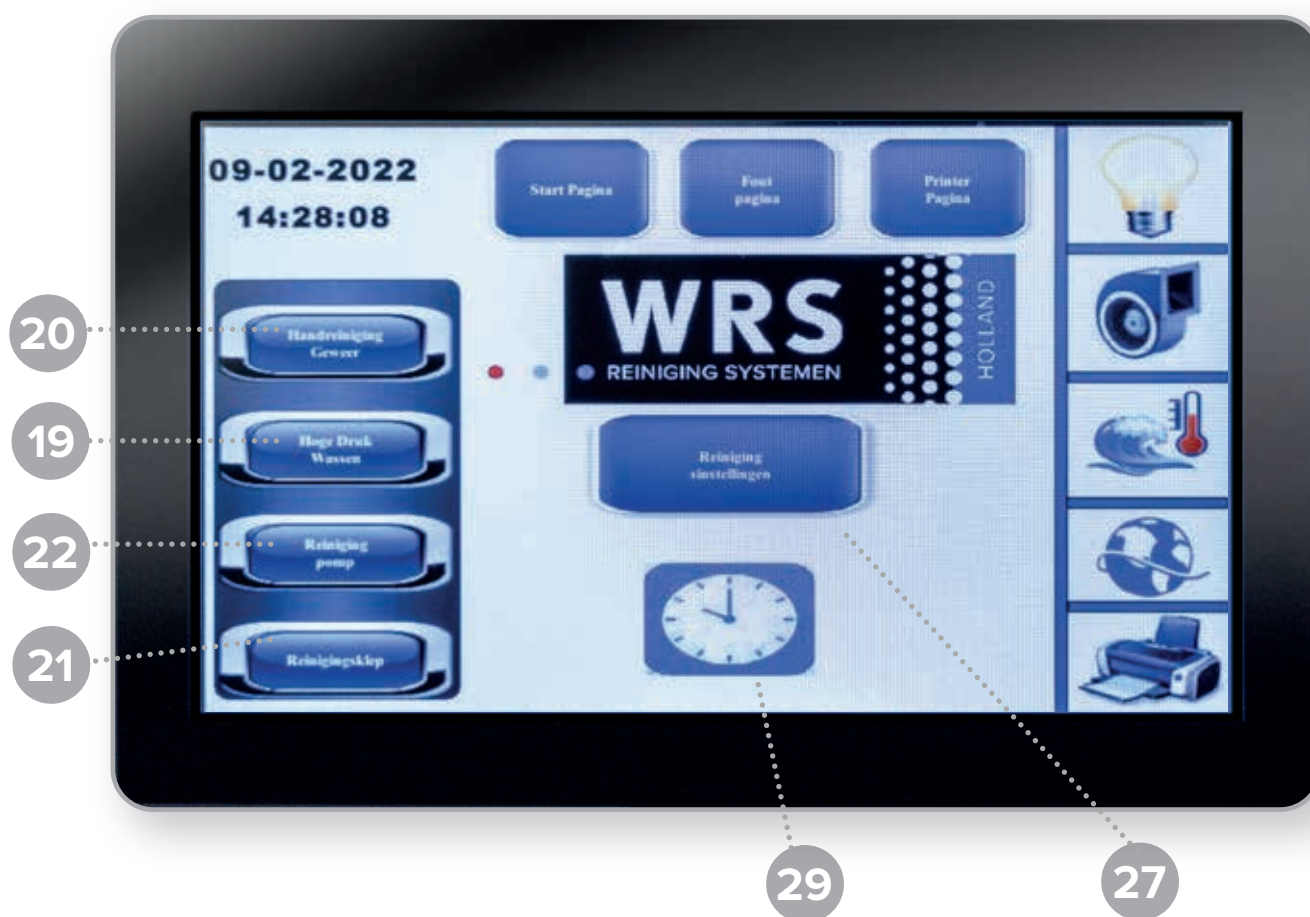 09-02-2022
14:28:08
Start Pagina
Fout
pagina
Printer
Pagina
WRS
REINIGING SYSTEMEN
HOLLAND
20
Handreiniging
Geweer
19
Hoge Druk
Wassen
22
Reiniging
pomp
21
Reinigingsklep
Reiniging
sinstellingen
29
27